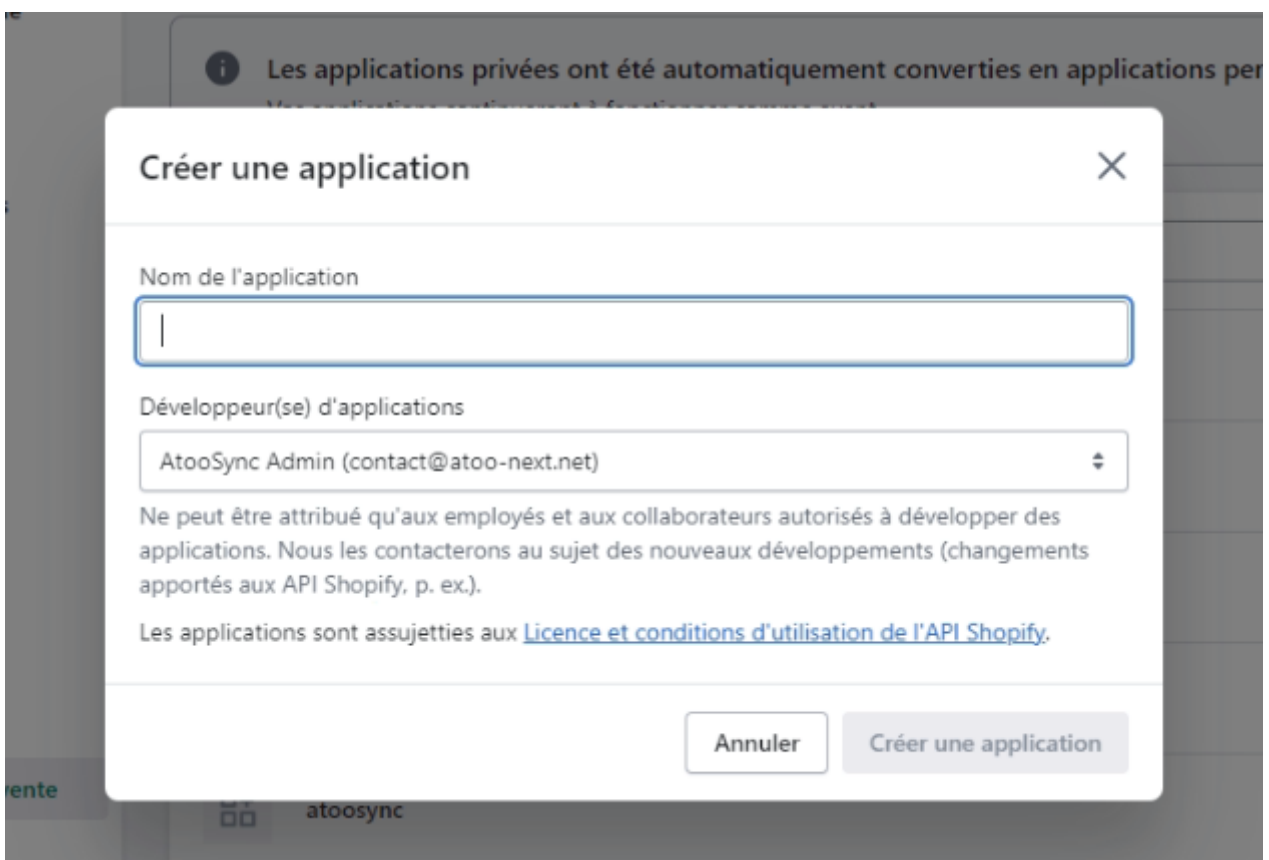 Les applications privées ont été automatiquement converties en applications per
Créer une application
Nom de l'application
Développeur(se) d'applications
AtooSync Admin (contact@atoo-next.net)
Ne peut être attribué qu'aux employés et aux collaborateurs autorisés à développer des
applications. Nous les contacterons au sujet des nouveaux développements (changements
apportés aux API Shopify, p. ex.).
Les applications sont assujetties aux Licence et conditions d'utilisation de l'API Shopify.
Annuler
Créer une application
vente
atoosync